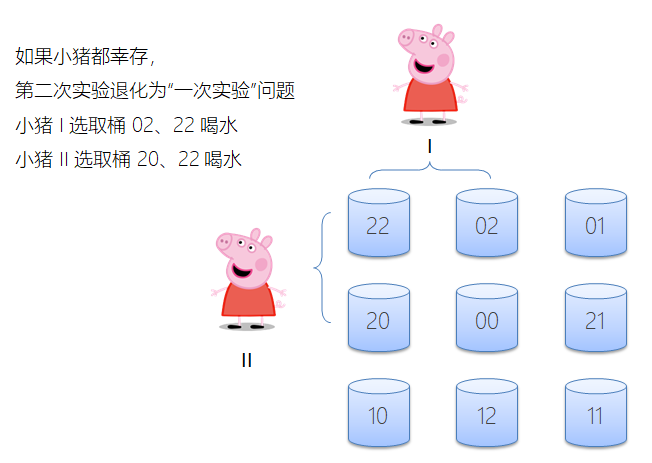 如果小猪都幸存，
第二次实验退化为“一次实验”问题
小猪 I 选取桶 02、22 喝水
小猪 II 选取桶 20、22 喝水
I
22 02 01
II
20 00 21
10 12 11